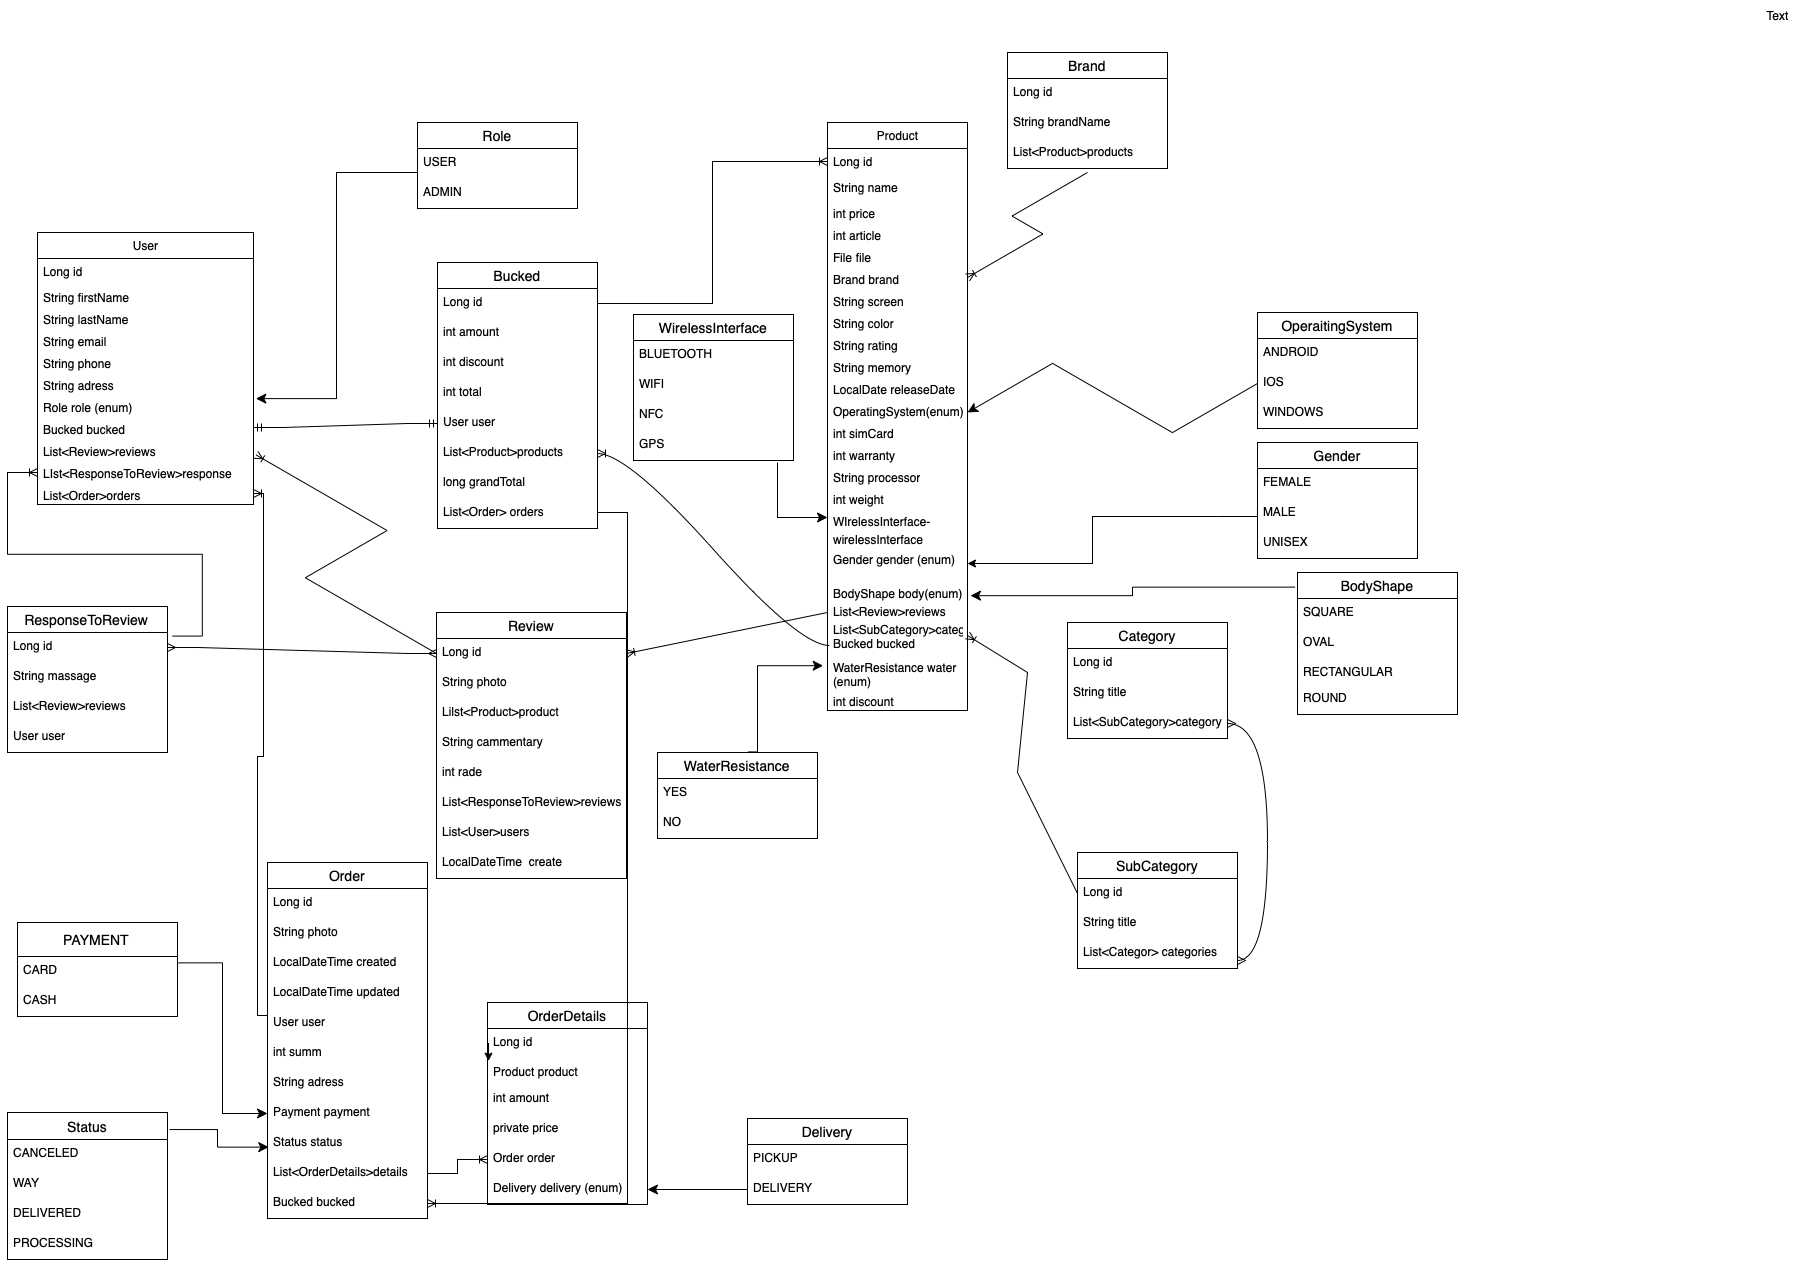 Text
Brand
Long id
String brandName
List<Product>products
Role
USER
ADMIN
Product
Long id
String name
int price
int article
File file
Brand brand
String screen
String color
String rating
String memory
LocalDate releaseDate
OperatingSystem(enum)
int simCard
int warranty
String processor
int weight
WIrelessInterface-
wirelessInterface
Gender gender (enum)
BodyShape body(enum)
List<Review>reviews
List<SubCategory>categ
Bucked bucked
WaterResistance water
(enum)
int discount
User
Long id
String firstName
String lastName
String email
String phone
String adress
Role role (enum)
Bucked bucked
List<Review>reviews
LIst<ResponseToReview>response
List<Order>orders
Bucked
Long id
int amount
int discount
int total
User user
List<Product>products
long grandTotal
List<Order> orders
WirelessInterface
BLUETOOTH
WIFI
NFC
GPS
OperaitingSystem
ANDROID
IOS
WINDOWS
Gender
FEMALE
MALE
UNISEX
BodyShape
SQUARE
OVAL
RECTANGULAR
ROUND
ResponseToReview
Long id
String massage
List<Review>reviews
User user
Review
Long id
String photo
Lilst<Product>product
String cammentary
int rade
List<ResponseToReview>reviews
List<User>users
LocalDateTime  create
Category
Long id
String title
List<SubCategory>category
WaterResistance
YES
NO
SubCategory
Long id
String title
List<Categor> categories
Order
Long id
String photo
LocalDateTime created
LocalDateTime updated
User user
int summ
String adress
Payment payment
Status status
List<OrderDetails>details
Bucked bucked
PAYMENT
CARD
CASH
OrderDetails
Long id
Product product
int amount
private price
Order order
Delivery delivery (enum)
Status
CANCELED
WAY
DELIVERED
PROCESSING
Delivery
PICKUP
DELIVERY